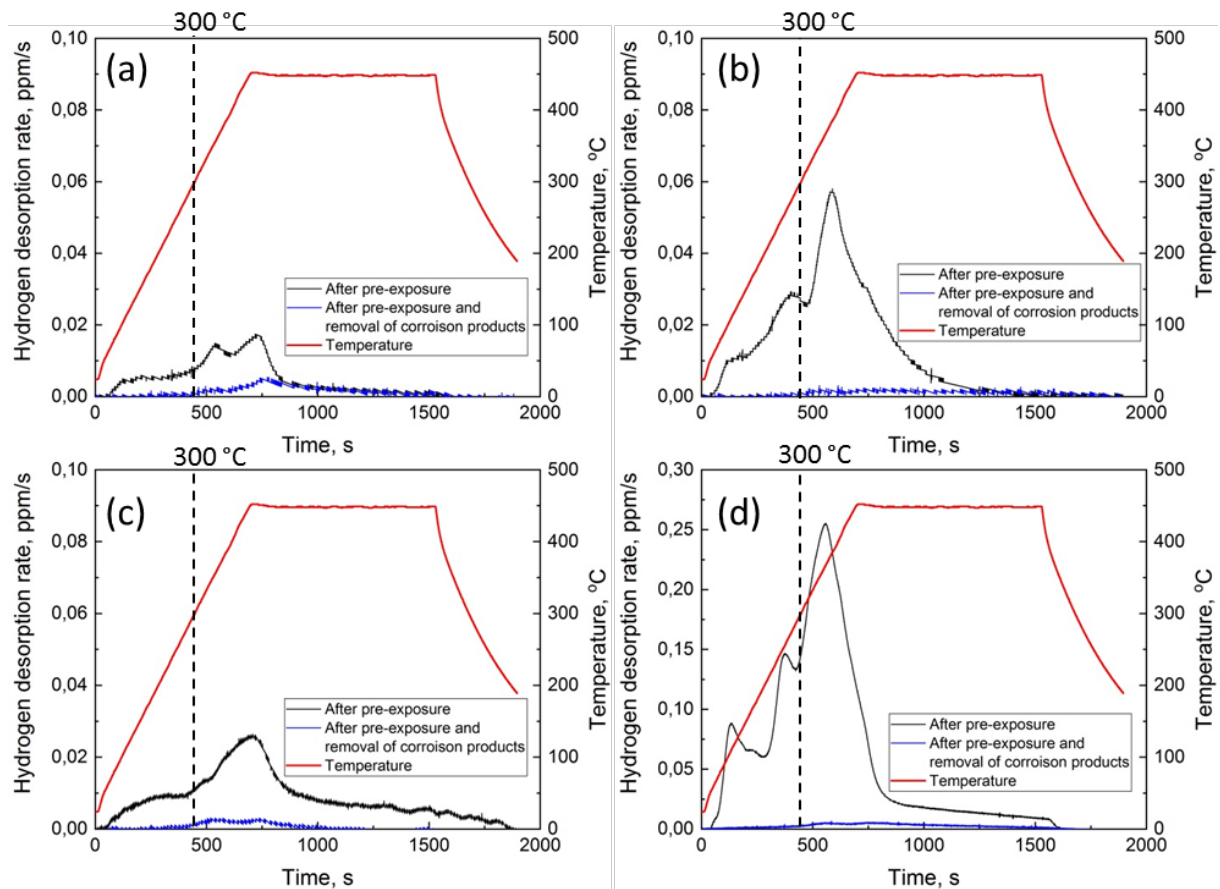 300 °C
(a)
Hydrogen desorption rate, ppm/s
0,10
0,08
0,06
0,04
0,02
0,00
500
400
300
200
100
0
Temperature, °C
After pre-exposure
After pre-exposure and
removal of corroison products
Temperature
0 500 1000 1500 2000
Time, s
300 °C
(b)
Hydrogen desorption rate, ppm/s
0,10
0,08
0,06
0,04
0,02
0,00
500
400
300
200
100
0
Temperature, °C
After pre-exposure
After pre-exposure and
removal of corrosion products
Temperature
0 500 1000 1500 2000
Time, s
300 °C
(c)
Hydrogen desorption rate, ppm/s
0,10
0,08
0,06
0,04
0,02
0,00
500
400
300
200
100
0
Temperature, °C
After pre-exposure
After pre-exposure and
removal of corroison products
Temperature
0 500 1000 1500 2000
Time, s
300 °C
(d)
Hydrogen desorption rate, ppm/s
0,30
0,25
0,20
0,15
0,10
0,05
0,00
500
400
300
200
100
0
Temperature, °C
After pre-exposure
After pre-exposure and
removal of corroison products
Temperature
0 500 1000 1500 2000
Time, s